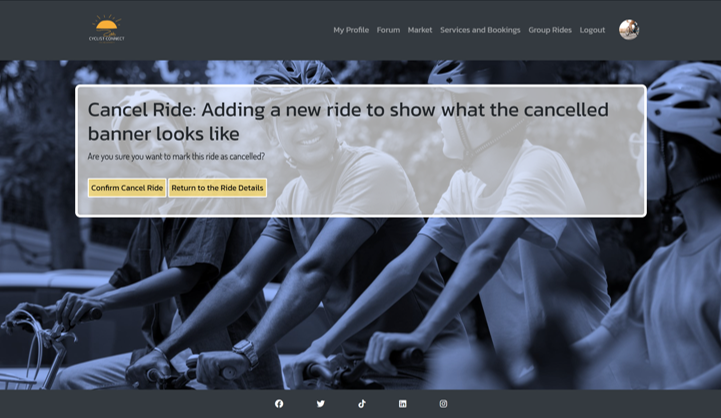 CYCLIST CONNECT
My Profile Forum Market Services and Bookings Group Rides Logout
Cancel Ride: Adding a new ride to show what the cancelled
banner looks like
Are you sure you want to mark this ride as cancelled?
Confirm Cancel Ride Return to the Ride Details